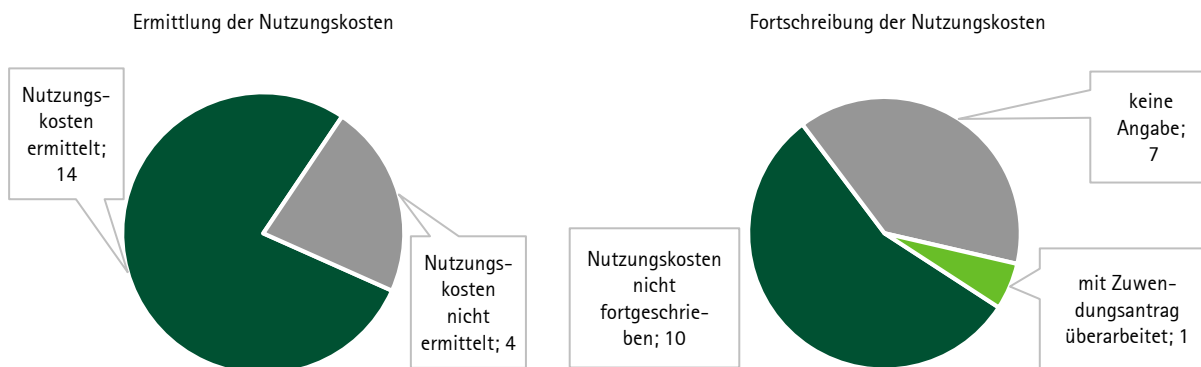 Ermittlung der Nutzungskosten
Nutzungs-
kosten
ermittelt;
14
Nutzungs-
kosten
nicht
ermittelt; 4
Fortschreibung der Nutzungskosten
keine
Angabe;
7
Nutzungskosten
nicht
fortgeschrie-
ben; 10
mit Zuwen-
dungsantrag
überarbeitet; 1